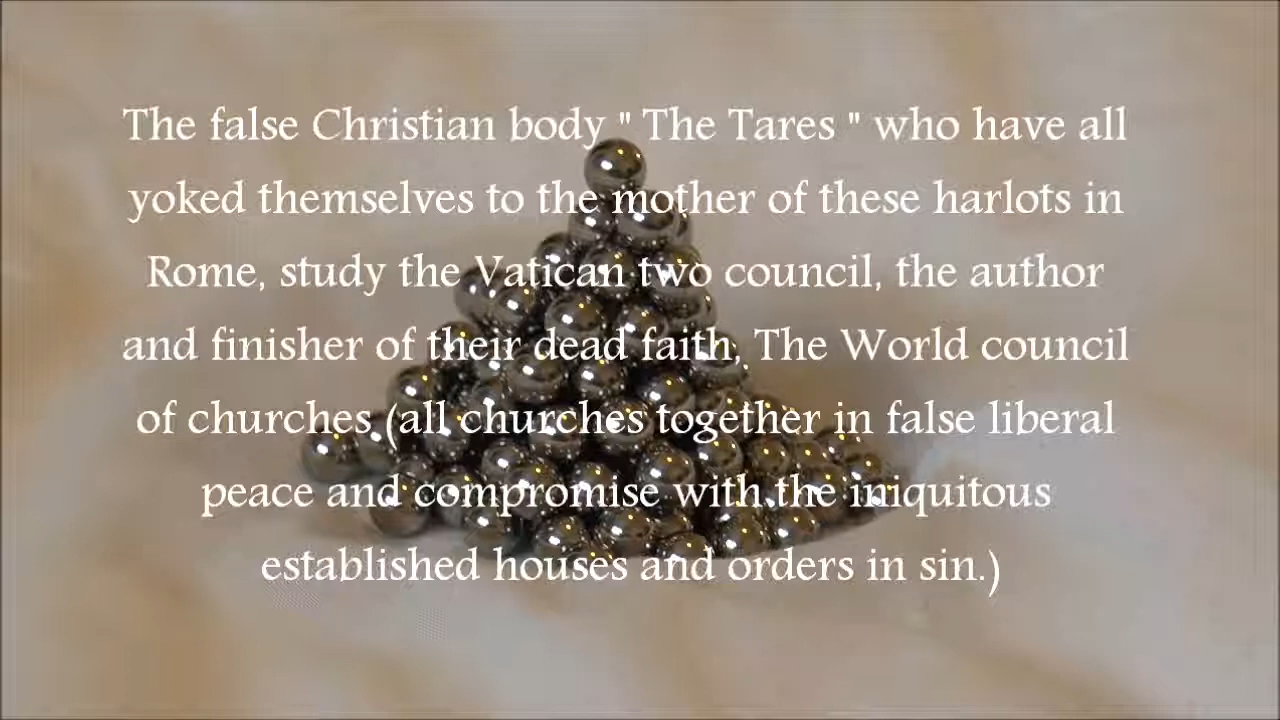 The false Christian body " The Tares " who have all
yoked themselves to the mother of these harlots in
Rome, study the Vatican two council, the author
and finisher of their dead faith, The World council
of churches (all churches together in false liberal
peace and compromise with the iniquitous
established houses and orders in sin.)